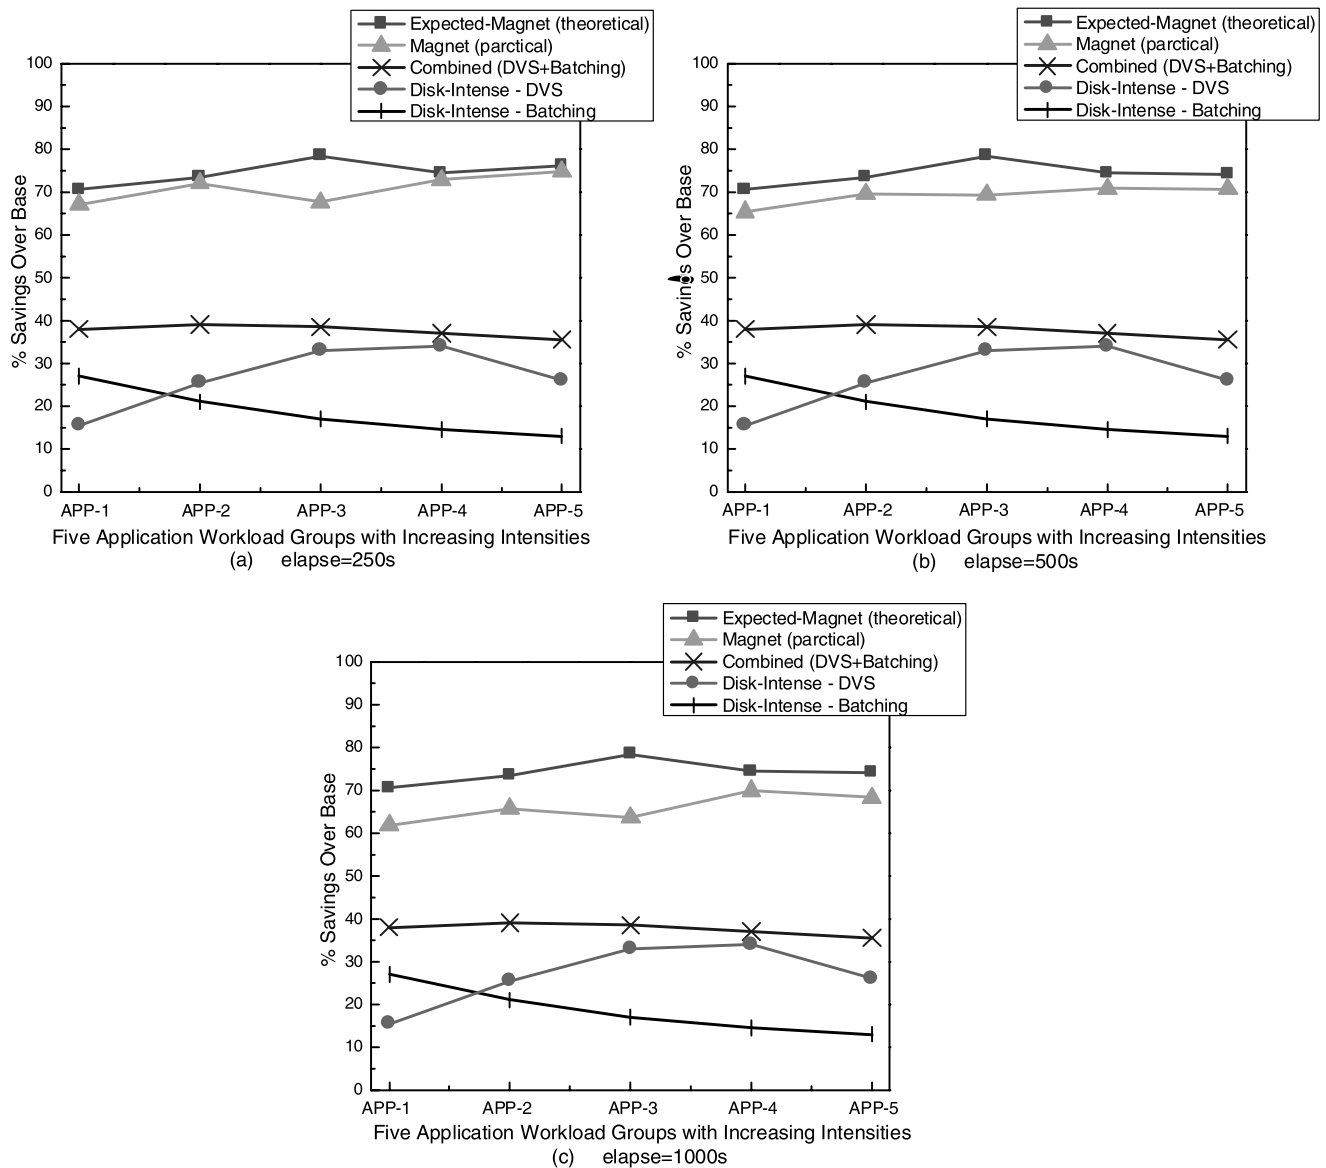 Expected-Magnet (theoretical)
Magnet (parctical)
Combined (DVS+Batching)
Disk-Intense - DVS
Disk-Intense - Batching
100
90
80
70
60
50
40
30
20
10
0
% Savings Over Base
APP-1 APP-2 APP-3 APP-4 APP-5
Five Application Workload Groups with Increasing Intensities
(a) elapse=250s
Expected-Magnet (theoretical)
Magnet (parctical)
Combined (DVS+Batching)
Disk-Intense - DVS
Disk-Intense - Batching
100
90
80
70
60
50
40
30
20
10
0
% Savings Over Base
APP-1 APP-2 APP-3 APP-4 APP-5
Five Application Workload Groups with Increasing Intensities
(b) elapse=500s
Expected-Magnet (theoretical)
Magnet (parctical)
Combined (DVS+Batching)
Disk-Intense - DVS
Disk-Intense - Batching
100
90
80
70
60
50
40
30
20
10
0
% Savings Over Base
APP-1 APP-2 APP-3 APP-4 APP-5
Five Application Workload Groups with Increasing Intensities
(c) elapse=1000s